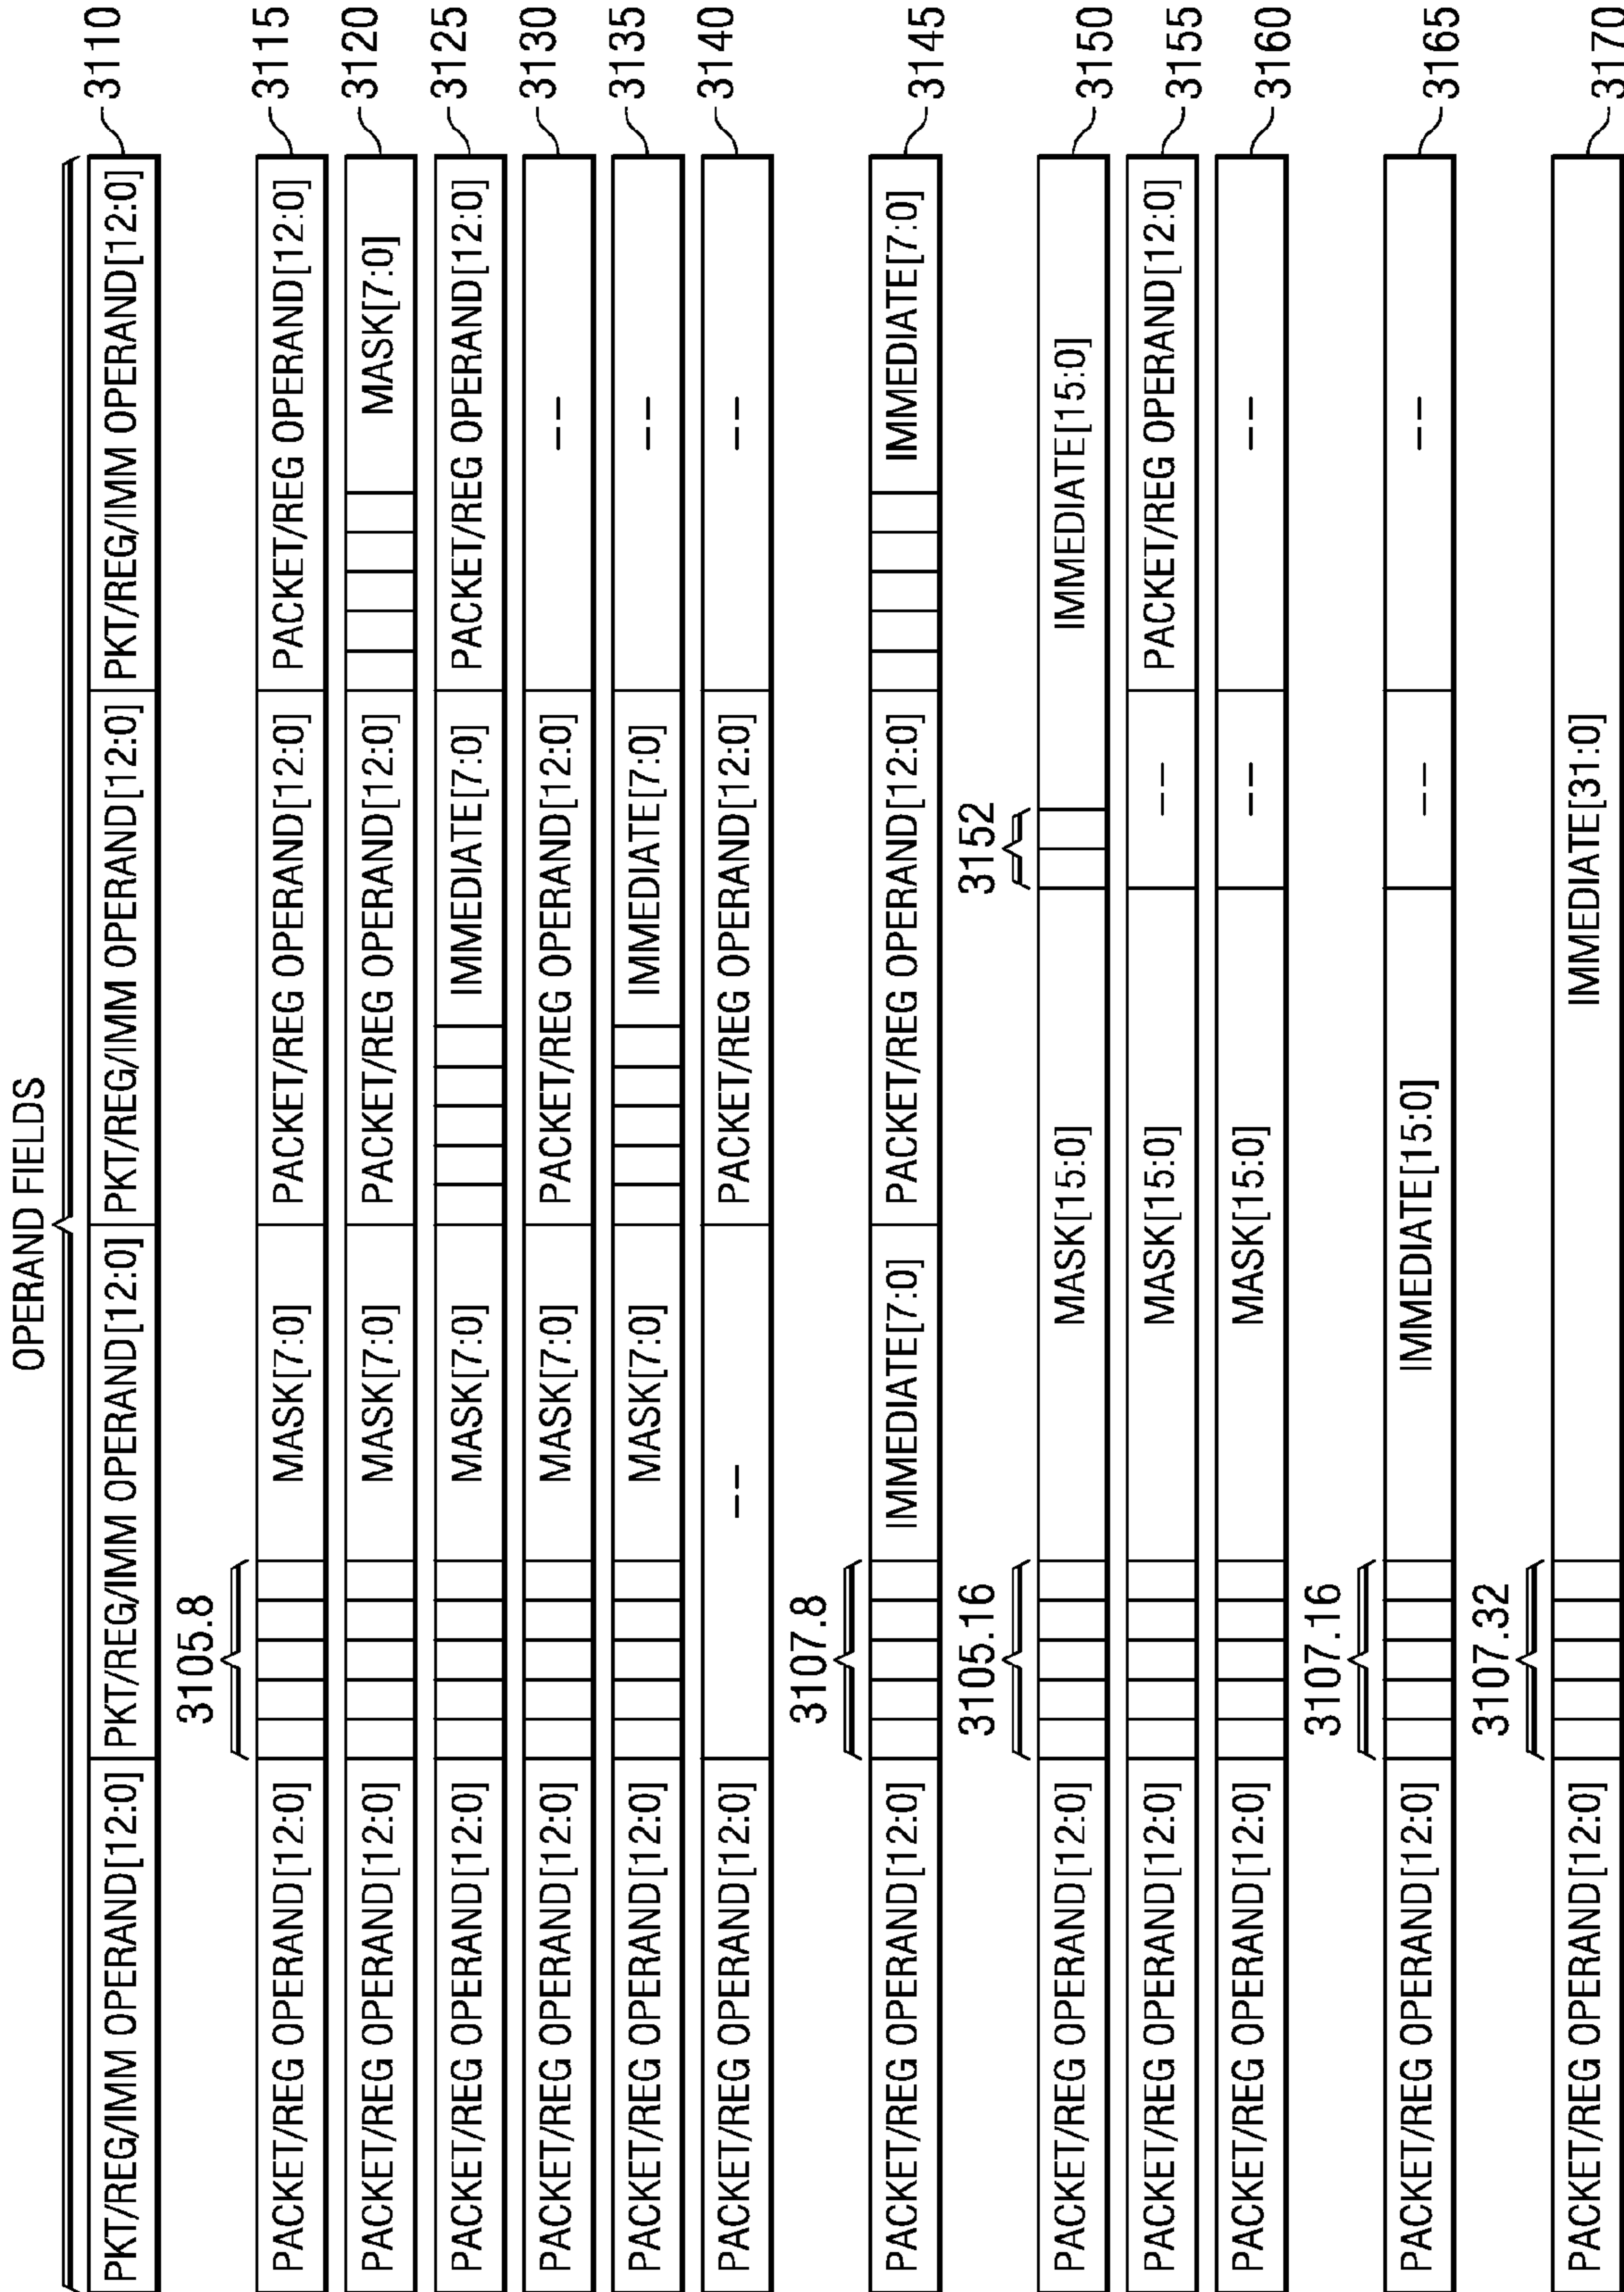 OPERAND FIELDS
PKT/REG/IMM OPERAND[12:0] PKT/REG/IMM OPERAND[12:0] PKT/REG/IMM OPERAND[12:0] PKT/REG/IMM OPERAND[12:0] 3110
3105.8
PACKET/REG OPERAND[12:0] MASK[7:0] PACKET/REG OPERAND[12:0] PACKET/REG OPERAND[12:0] 3115
PACKET/REG OPERAND[12:0] MASK[7:0] PACKET/REG OPERAND[12:0] MASK[7:0] 3120
PACKET/REG OPERAND[12:0] MASK[7:0] IMMEDIATE[7:0] PACKET/REG OPERAND[12:0] 3125
PACKET/REG OPERAND[12:0] MASK[7:0] PACKET/REG OPERAND[12:0] -- 3130
PACKET/REG OPERAND[12:0] MASK[7:0] IMMEDIATE[7:0] -- 3135
PACKET/REG OPERAND[12:0] -- PACKET/REG OPERAND[12:0] -- 3140
3107.8
PACKET/REG OPERAND[12:0] IMMEDIATE[7:0] PACKET/REG OPERAND[12:0] IMMEDIATE[7:0] 3145
3105.16 3152
PACKET/REG OPERAND[12:0] MASK[15:0] IMMEDIATE[15:0] 3150
PACKET/REG OPERAND[12:0] MASK[15:0] -- PACKET/REG OPERAND[12:0] 3155
PACKET/REG OPERAND[12:0] MASK[15:0] -- -- 3160
3107.16
PACKET/REG OPERAND[12:0] IMMEDIATE[15:0] -- -- 3165
3107.32
PACKET/REG OPERAND[12:0] IMMEDIATE[31:0] 3170